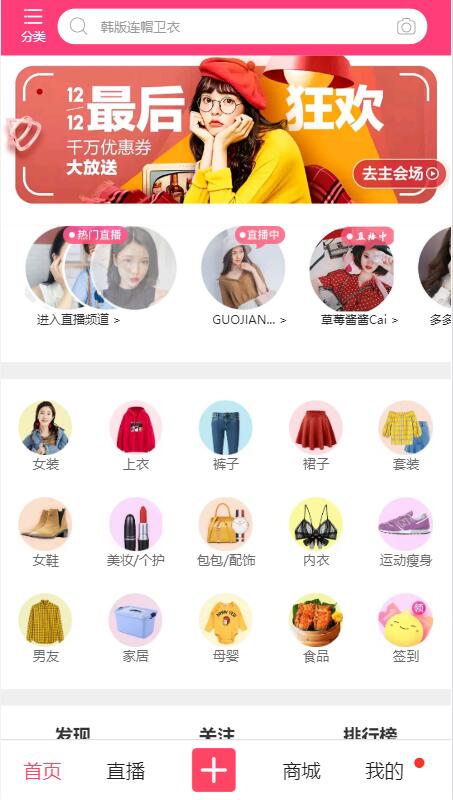 分类
韩版连帽卫衣
12
12
最后 狂欢
千万优惠券
大放送
去主会场
热门直播
直播中
直播中
进入直播频道 >
GUOJIAN... >
草莓酱酱Cai >
多多
女装
上衣
裤子
裙子
套装
女鞋
美妆/个护
包包/配饰
内衣
运动瘦身
领
男友
家居
母婴
食品
签到
发现
关注
排行榜
首页
直播
商城
我的